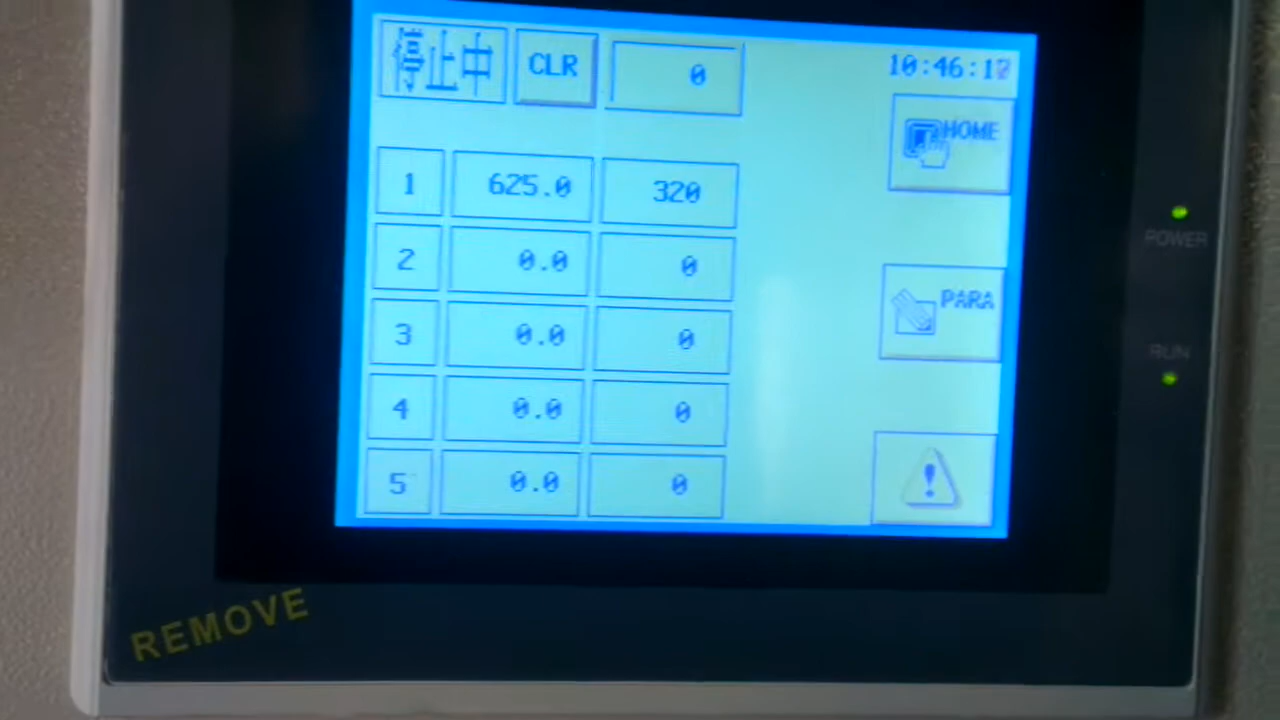 停止中 CLR 0
10:46:1
HOME
1 625.0 320
2 0.0 0
3 0.0 0
4 0.0 0
5 0.0 0
PARA
!
POWER
RUN
REMOVE